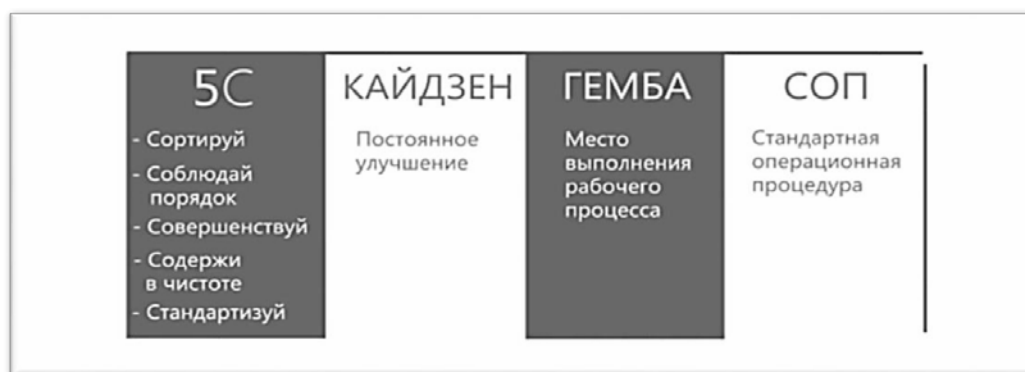 5С
- Сортируй
- Соблюдай
порядок
- Совершенствуй
- Содержи
в чистоте
- Стандартизуй
КАЙДЗЕН
Постоянное
улучшение
ГЕМБА
Место
выполнения
рабочего
процесса
СОП
Стандартная
операционная
процедура